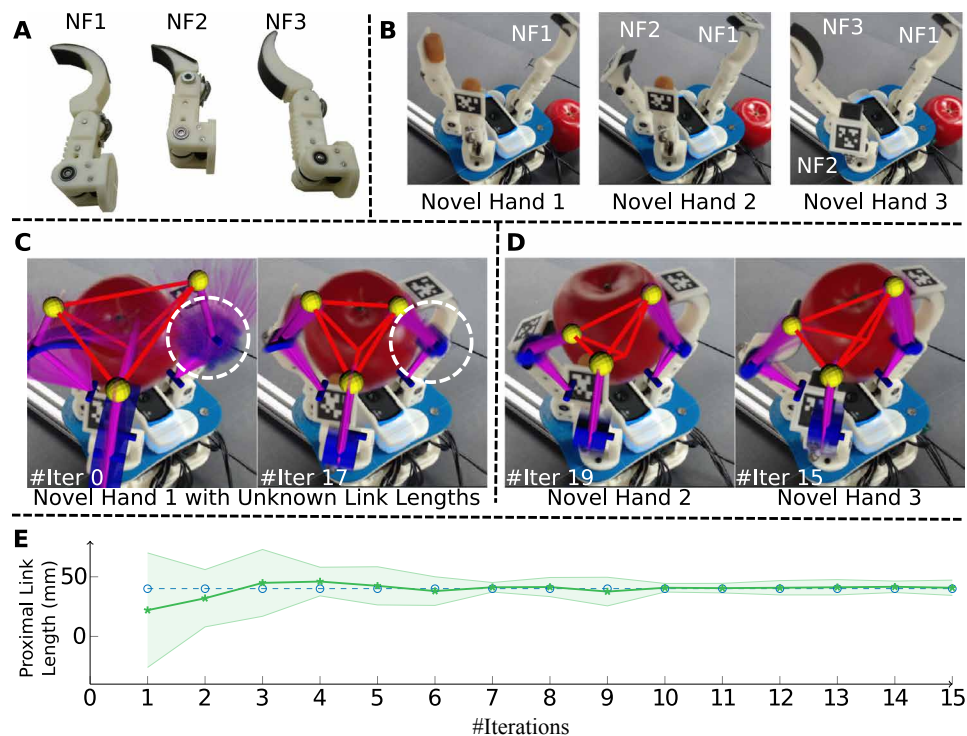 A
NF1
NF2
NF3
B
NF1
NF2
NF1
NF3
NF1
NF2
Novel Hand 1
Novel Hand 2
Novel Hand 3
C
#Iter 0
#Iter 17
Novel Hand 1 with Unknown Link Lengths
D
#Iter 19
#Iter 15
Novel Hand 2
Novel Hand 3
E
Proximal Link
Length (mm)
50
0
0 1 2 3 4 5 6 7 8 9 10 11 12 13 14 15
#Iterations